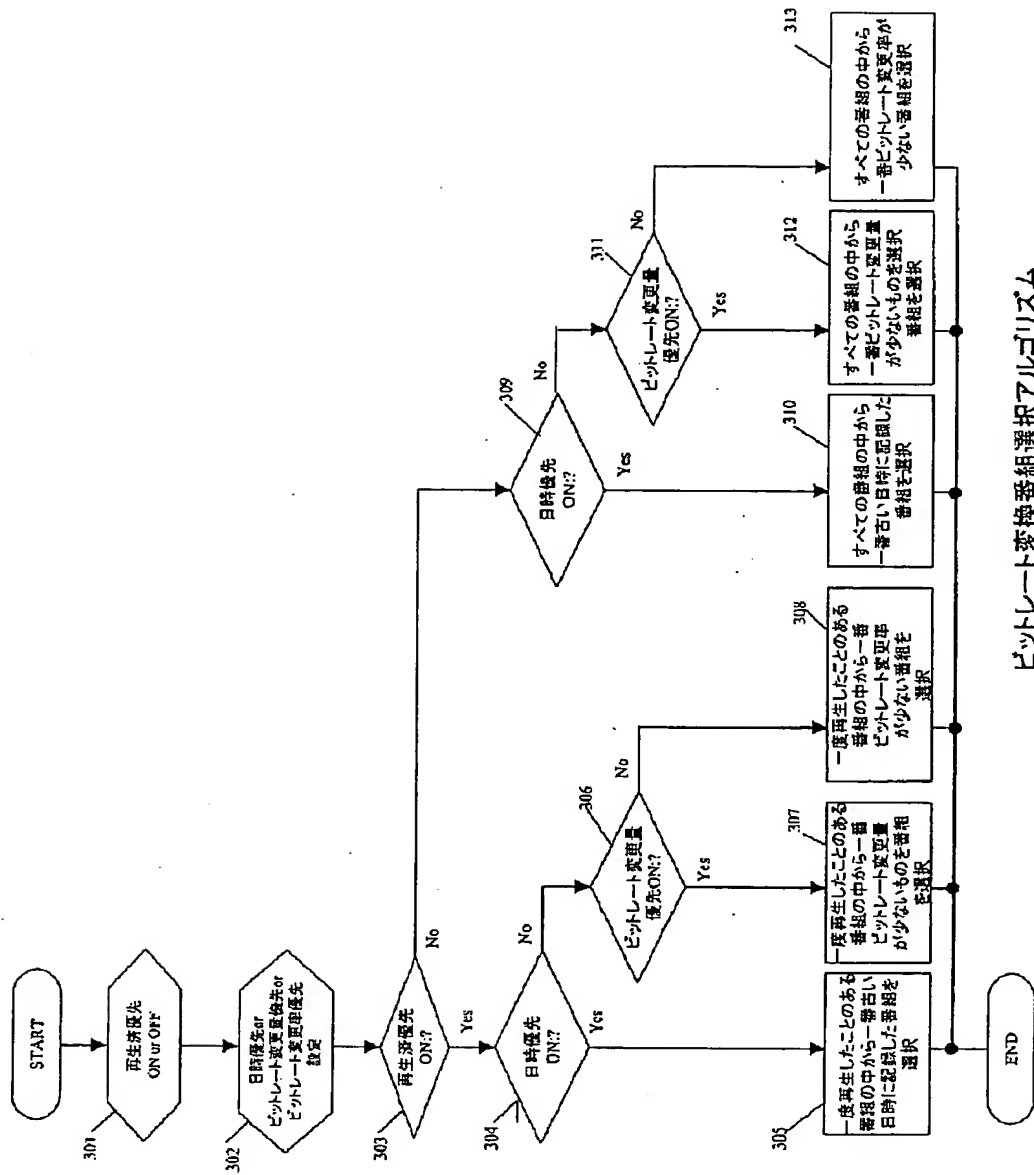 START
301
再生済優先
ON or OFF
302
日時優先or
ビットレート変更量優先or
ビットレート変更率優先
設定
303
再生済優先
ON:?
No
Yes
304
日時優先
ON:?
No
Yes
306
ビットレート変更量
優先ON:?
No
Yes
309
日時優先
ON:?
No
Yes
311
ビットレート変更量
優先ON:?
No
Yes
305
一度再生したことのある
番組の中から一番古い
日時に記録した番組を
選択
307
一度再生したことのある
番組の中から一番
ビットレート変更量
が少ないものを番組
を選択
308
一度再生したことのある
番組の中から一番
ビットレート変更率
が少ない番組を
選択
310
すべての番組の中から
一番古い日時に記録した
番組を選択
312
すべての番組の中から
一番ビットレート変更量
が少ないものを選択
番組を選択
313
すべての番組の中から
一番ビットレート変更率が
少ない番組を選択
END
ビットレート変換番組選択アルゴリズム